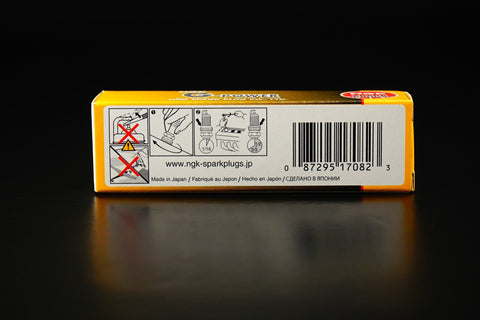 POWER
www.ngk-sparkplugs.jp
Made in Japan / Fabriqué au Japon / Hecho en Japón / СДЕЛАНО В ЯПОНИИ
0 87295 17082 3